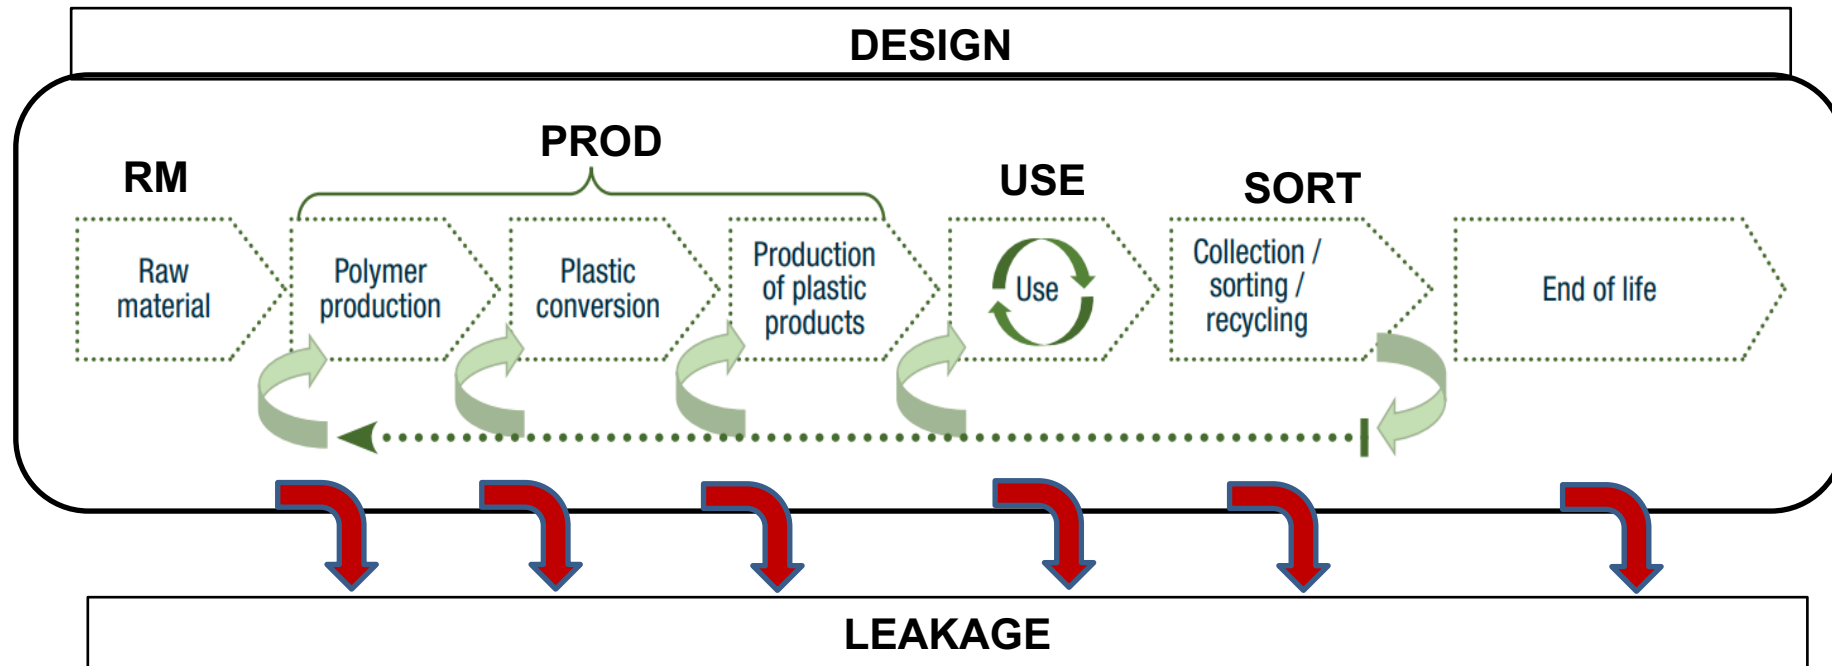 DESIGN
PROD
RM
USE
SORT
Raw
material
Polymer
production
Plastic
conversion
Production
of plastic
products
Use
Collection /
sorting /
recycling
End of life
LEAKAGE